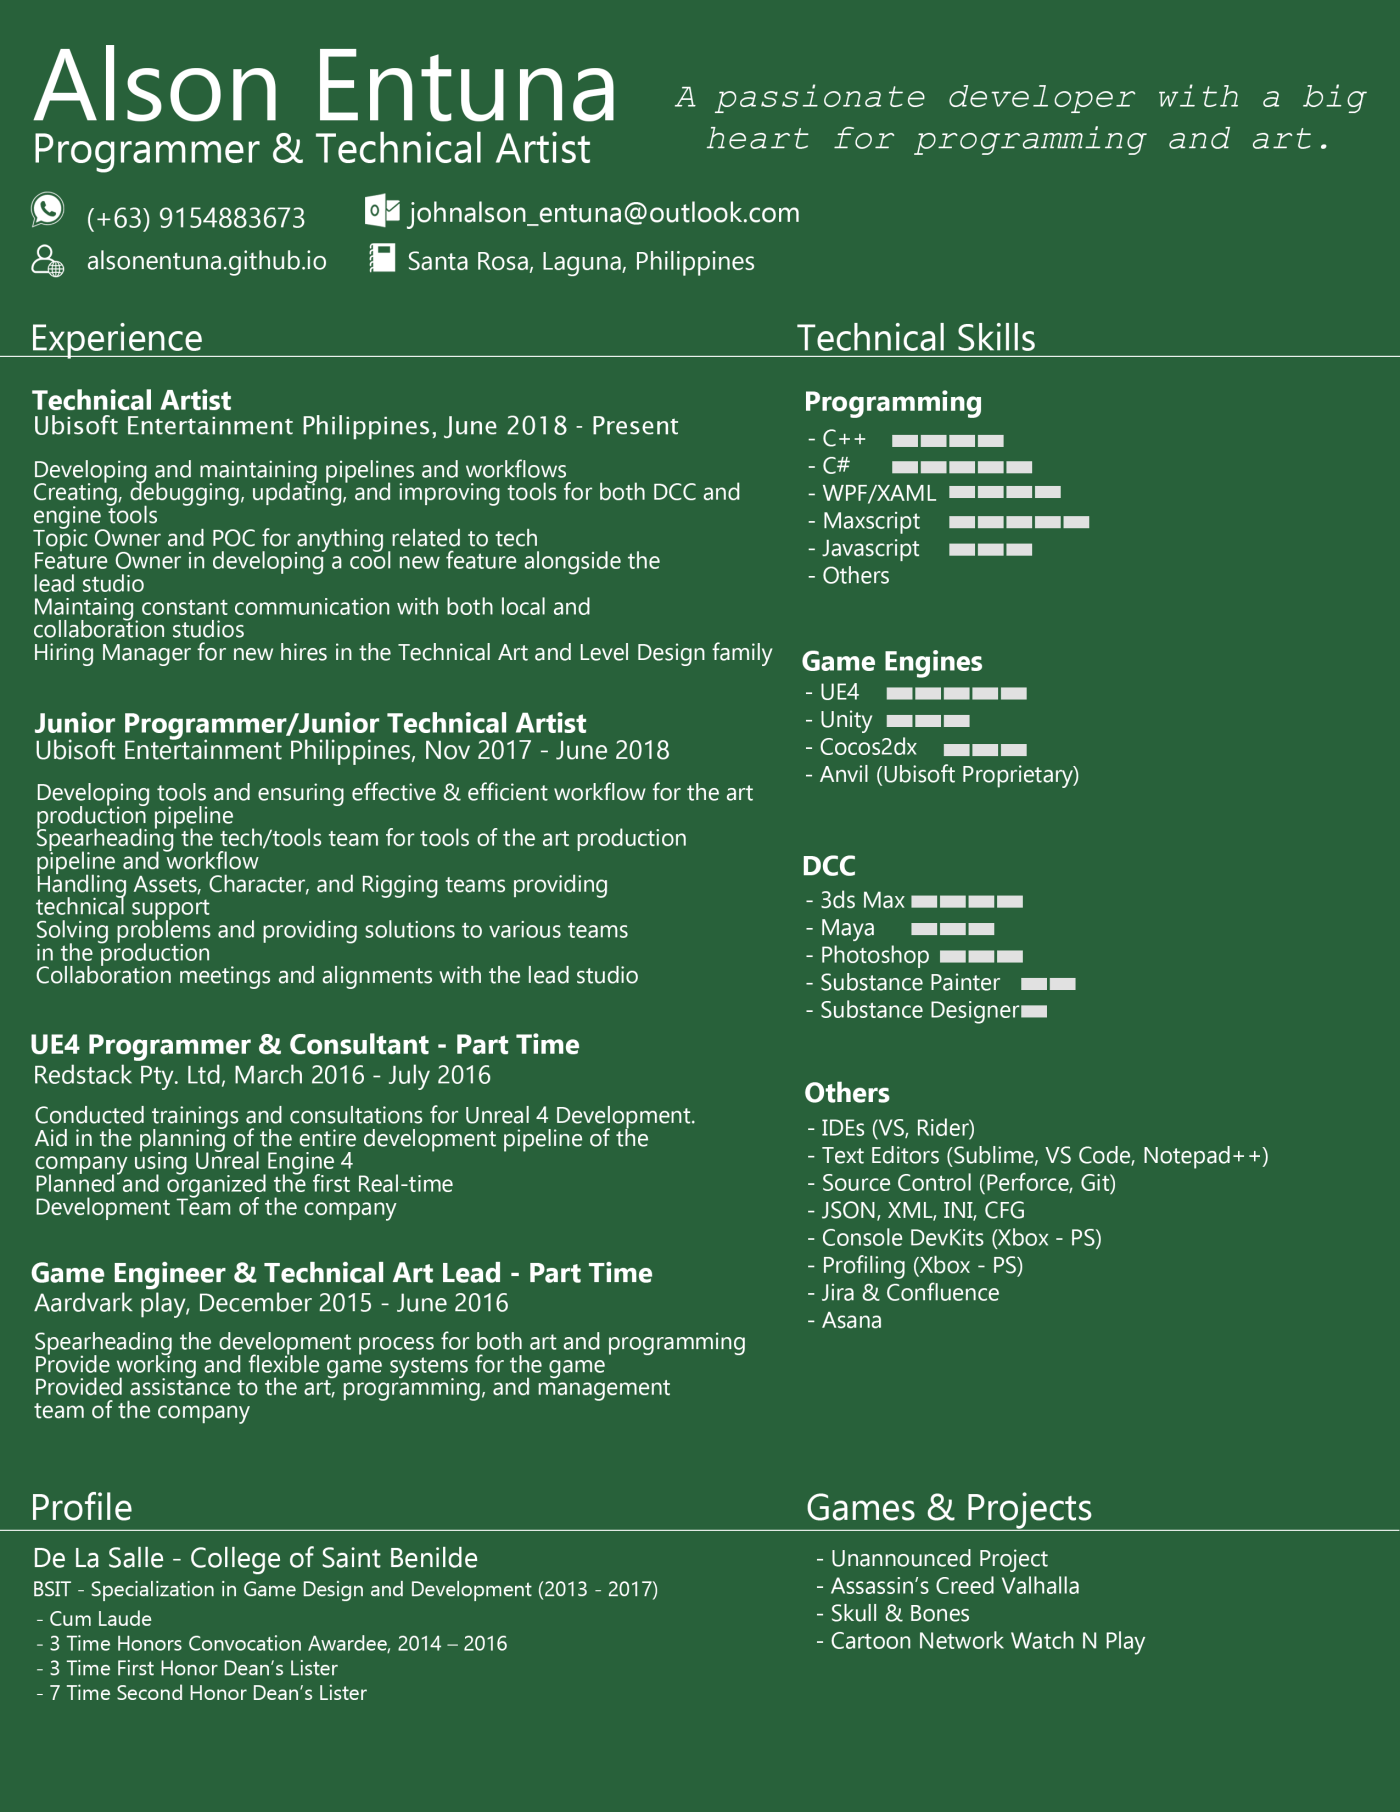 Alson Entuna
Programmer & Technical Artist
A passionate developer with a big
heart for programming and art.
(+63) 9154883673
johnalson_entuna@outlook.com
alsonentuna.github.io
Santa Rosa, Laguna, Philippines
Experience
Technical Artist
Ubisoft Entertainment Philippines, June 2018 - Present
Developing and maintaining pipelines and workflows
Creating, debugging, updating, and improving tools for both DCC and
engine tools
Topic Owner and POC for anything related to tech
Feature Owner in developing a cool new feature alongside the
lead studio
Maintaing constant communication with both local and
collaboration studios
Hiring Manager for new hires in the Technical Art and Level Design family
Junior Programmer/Junior Technical Artist
Ubisoft Entertainment Philippines, Nov 2017 - June 2018
Developing tools and ensuring effective & efficient workflow for the art
production pipeline
Spearheading the tech/tools team for tools of the art production
pipeline and workflow
Handling Assets, Character, and Rigging teams providing
technical support
Solving problems and providing solutions to various teams
in the production
Collaboration meetings and alignments with the lead studio
UE4 Programmer & Consultant - Part Time
Redstack Pty. Ltd, March 2016 - July 2016
Conducted trainings and consultations for Unreal 4 Development.
Aid in the planning of the entire development pipeline of the
company using Unreal Engine 4
Planned and organized the first Real-time
Development Team of the company
Game Engineer & Technical Art Lead - Part Time
Aardvark play, December 2015 - June 2016
Spearheading the development process for both art and programming
Provide working and flexible game systems for the game
Provided assistance to the art, programming, and management
team of the company
Technical Skills
Programming
- C++
- C#
- WPF/XAML
- Maxscript
- Javascript
- Others
Game Engines
- UE4
- Unity
- Cocos2dx
- Anvil (Ubisoft Proprietary)
DCC
- 3ds Max
- Maya
- Photoshop
- Substance Painter
- Substance Designer
Others
- IDEs (VS, Rider)
- Text Editors (Sublime, VS Code, Notepad++)
- Source Control (Perforce, Git)
- JSON, XML, INI, CFG
- Console DevKits (Xbox - PS)
- Profiling (Xbox - PS)
- Jira & Confluence
- Asana
Profile
De La Salle - College of Saint Benilde
BSIT - Specialization in Game Design and Development (2013 - 2017)
- Cum Laude
- 3 Time Honors Convocation Awardee, 2014 – 2016
- 3 Time First Honor Dean’s Lister
- 7 Time Second Honor Dean’s Lister
Games & Projects
- Unannounced Project
- Assassin’s Creed Valhalla
- Skull & Bones
- Cartoon Network Watch N Play